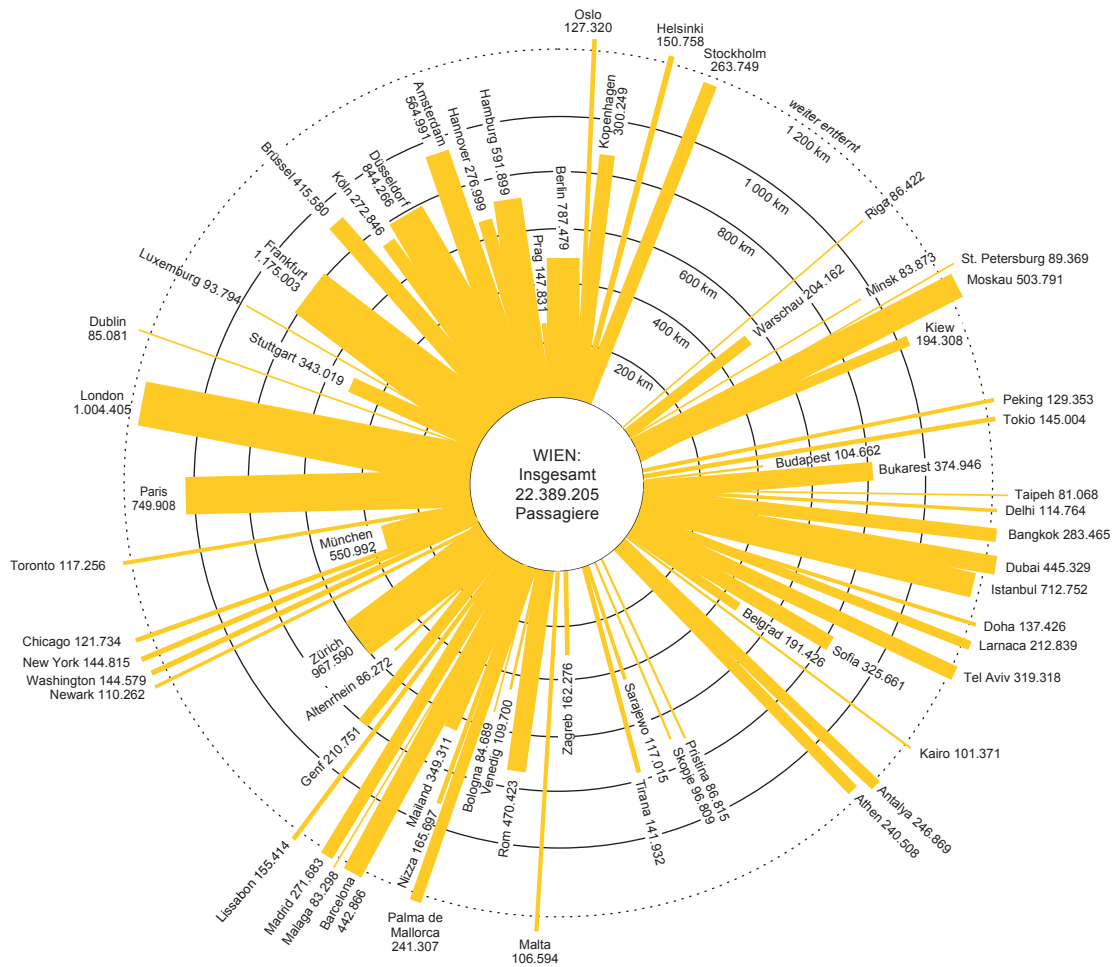 Oslo
127.320
Helsinki
150.758
Stockholm
263.749
Kopenhagen
300.249
weiter entfernt
1 200 km
1 000 km
800 km
600 km
400 km
200 km
Riga 86.422
Warschau 204.162
Minsk 83.873
St. Petersburg 89.369
Moskau 503.791
Kiew
194.308
Peking 129.353
Tokio 145.004
Budapest 104.662
Bukarest 374.946
Taipeh 81.068
Delhi 114.764
Bangkok 283.465
Dubai 445.329
Istanbul 712.752
Doha 137.426
Larnaca 212.839
Tel Aviv 319.318
Sofia 325.661
Belgrad 191.426
Kairo 101.371
Antalya 246.869
Athen 240.508
Pristina 86.815
Skopje 96.809
Sarajewo 117.015
Tirana 141.932
Zagreb 162.276
Malta
106.594
Rom 470.423
Venedig 109.700
Bologna 84.689
Palma de
Mallorca
241.307
Nizza 165.697
Mailand 349.311
Barcelona
442.866
Malaga 83.298
Madrid 271.683
Lissabon 155.414
Genf 210.751
Altenrhein 86.272
Zürich
967.590
Newark 110.262
Washington 144.579
New York 144.815
Chicago 121.734
München
550.992
Toronto 117.256
Paris
749.908
London
1.004.405
Dublin
85.081
Stuttgart 343.019
Luxemburg 93.794
Frankfurt
1.175.003
Brüssel 415.580
Köln 272.846
Düsseldorf
844.266
Amsterdam
564.991
Hannover 276.999
Hamburg 591.899
Prag 147.831
Berlin 787.479
WIEN:
Insgesamt
22.389.205
Passagiere